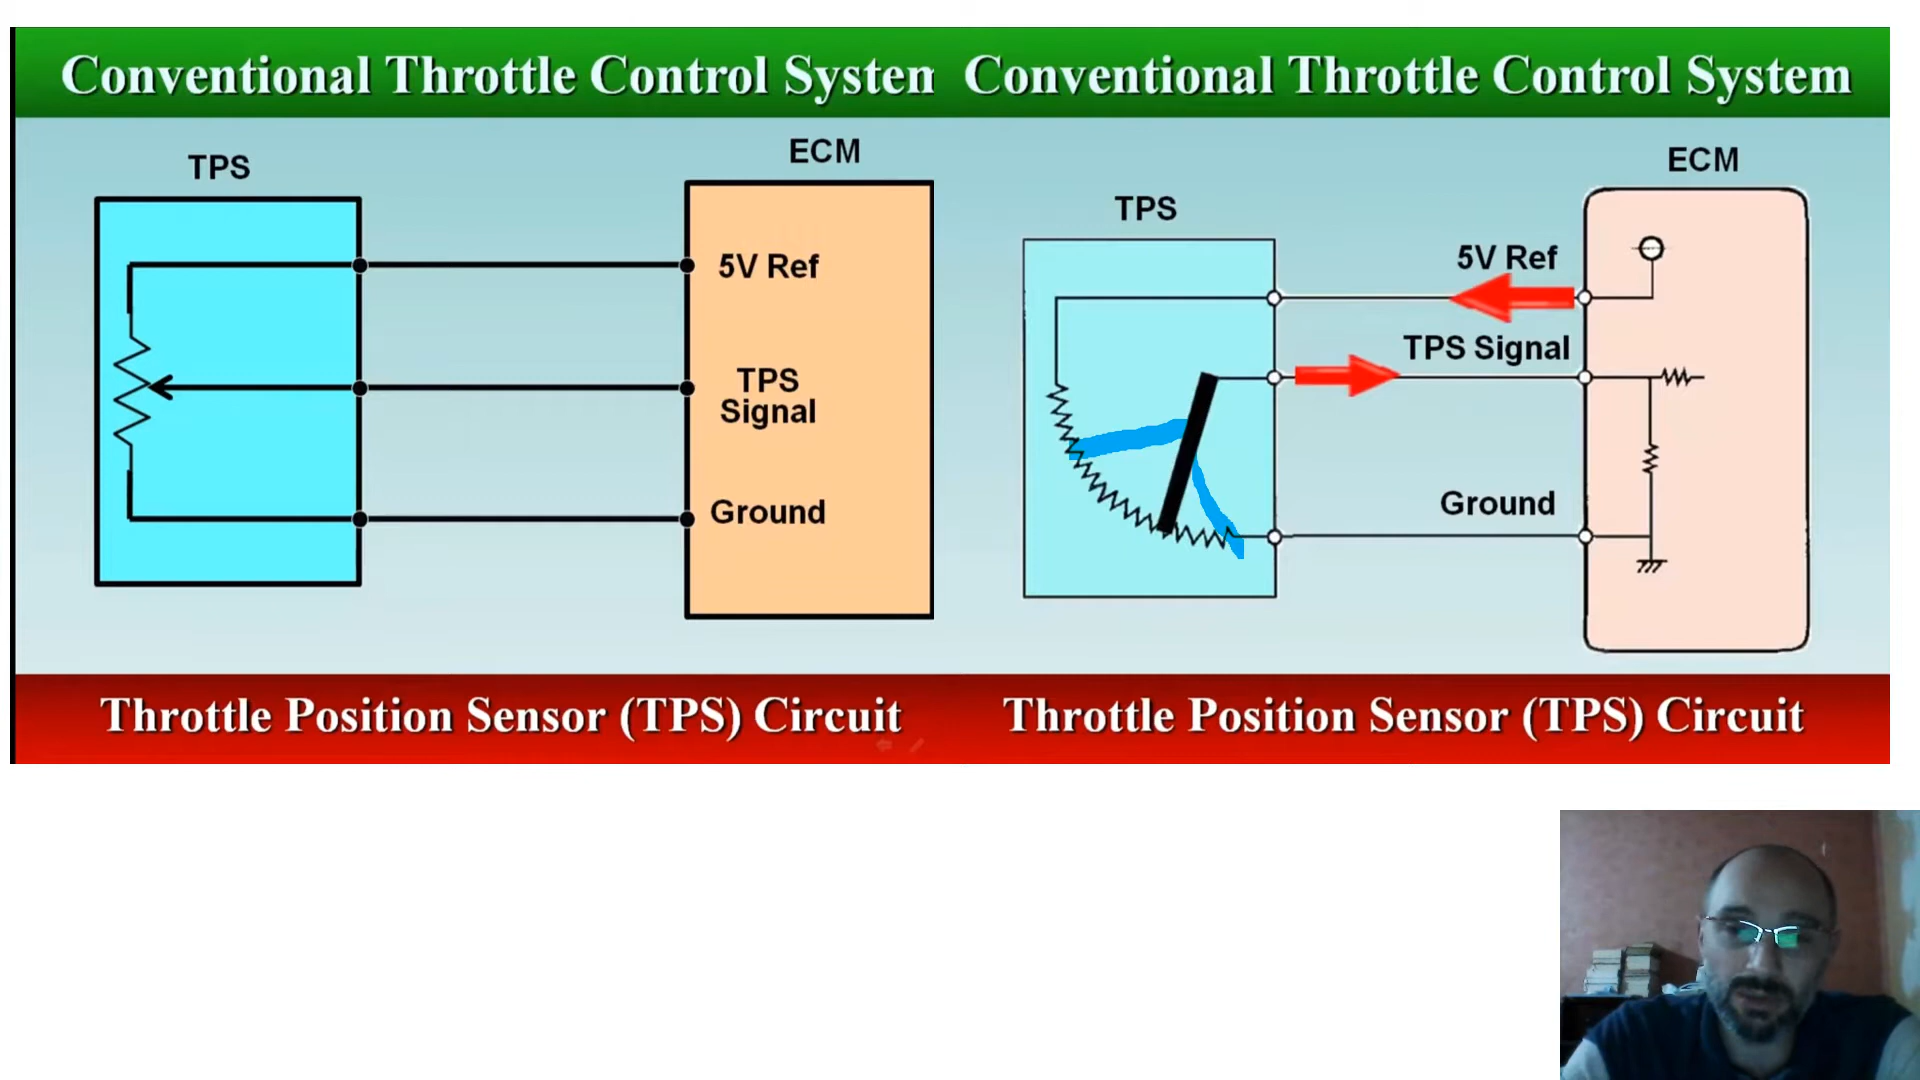 Conventional Throttle Control System
TPS
ECM
5V Ref
TPS
Signal
Ground
Throttle Position Sensor (TPS) Circuit
Conventional Throttle Control System
TPS
ECM
5V Ref
TPS Signal
Ground
Throttle Position Sensor (TPS) Circuit